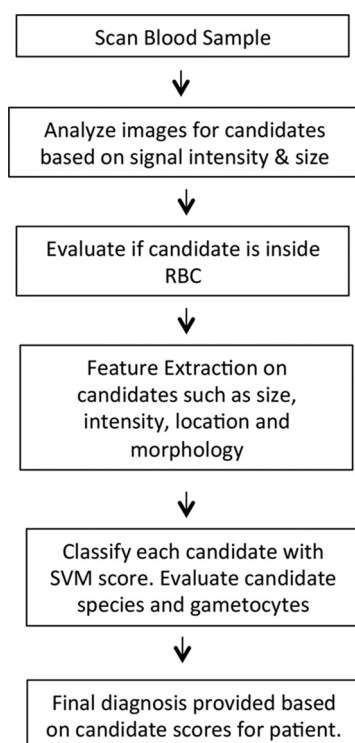 Scan Blood Sample
Analyze images for candidates
based on signal intensity & size
Evaluate if candidate is inside
RBC
Feature Extraction on
candidates such as size,
intensity, location and
morphology
Classify each candidate with
SVM score. Evaluate candidate
species and gametocytes
Final diagnosis provided based
on candidate scores for patient.